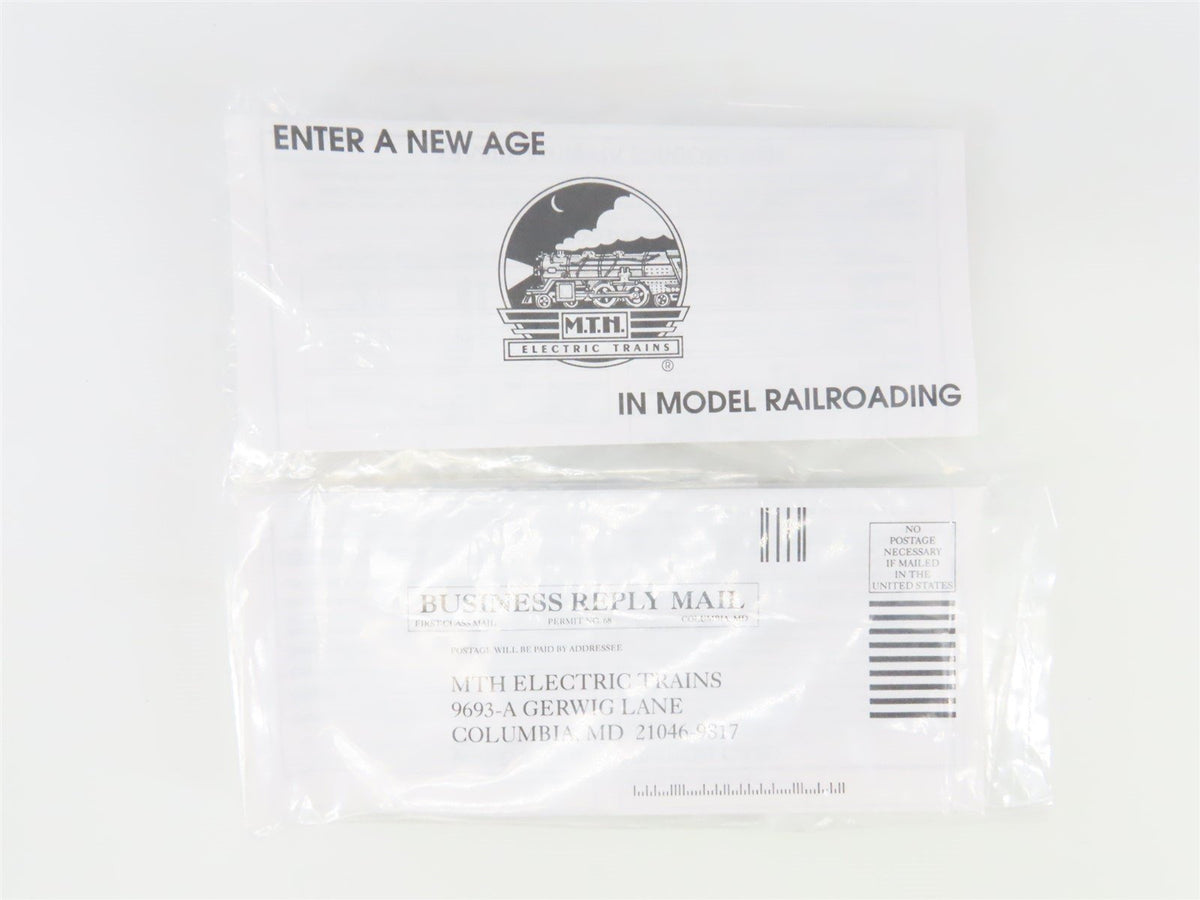 ENTER A NEW AGE
M.T.H.
ELECTRIC TRAINS
®
IN MODEL RAILROADING
NO
POSTAGE
NECESSARY
IF MAILED
IN THE
UNITED STATES
BUSINESS REPLY MAIL
FIRST CLASS MAIL PERMIT NO. 68 COLUMBIA, MD
POSTAGE WILL BE PAID BY ADDRESSEE
MTH ELECTRIC TRAINS
9693-A GERWIG LANE
COLUMBIA, MD 21046-9817